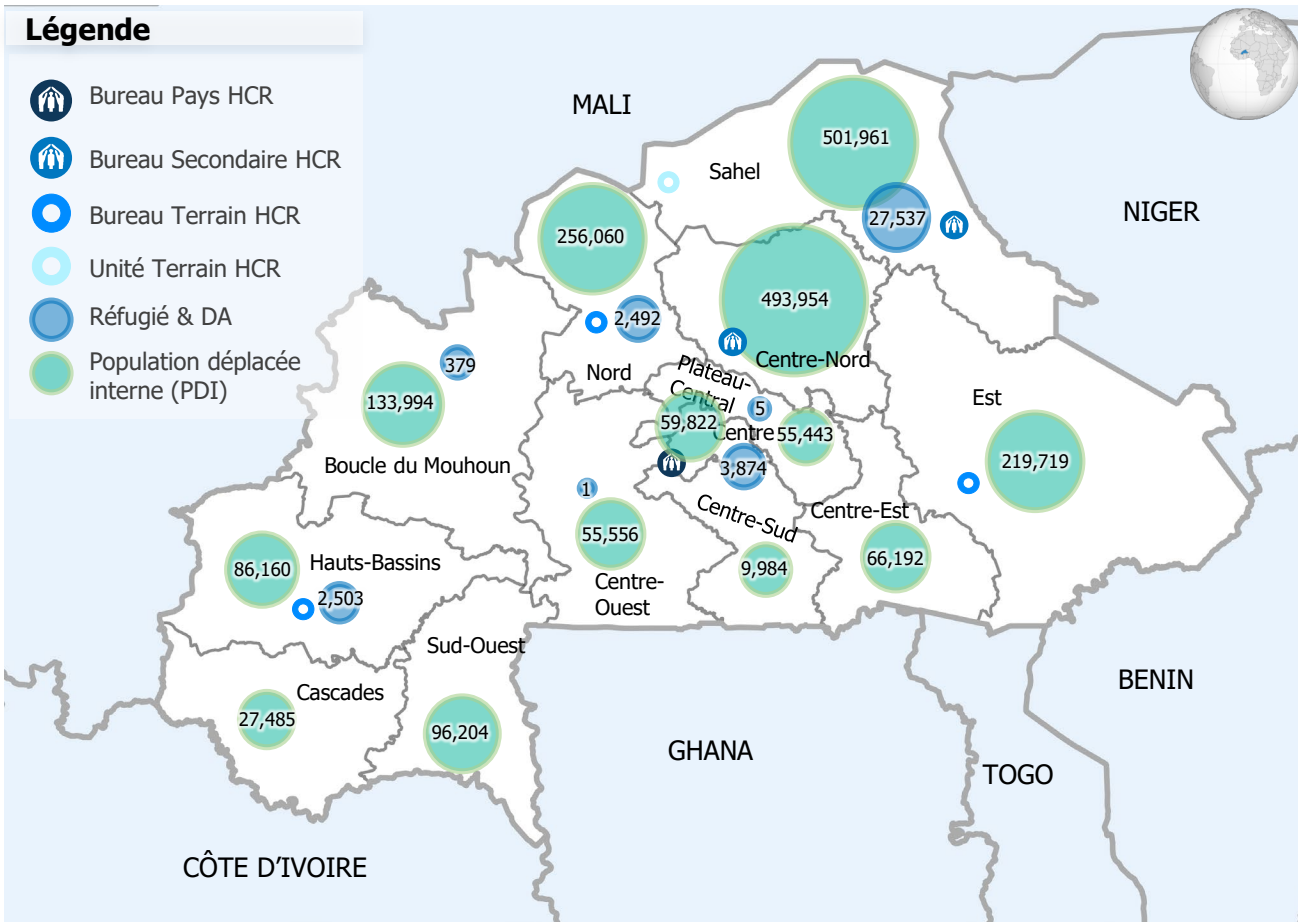 Légende
Bureau Pays HCR
Bureau Secondaire HCR
Bureau Terrain HCR
Unité Terrain HCR
Réfugié & DA
Population déplacée
interne (PDI)
MALI
NIGER
501,961
Sahel
27,537
256,060
493,954
2,492
Nord
Centre-Nord
379
133,994
Boucle du Mouhoun
Plateau-
Central
5
59,822
Centre
55,443
3,874
Est
219,719
1
55,556
Centre-
Ouest
Centre-Sud
9,984
Centre-Est
66,192
86,160
Hauts-Bassins
2,503
Sud-Ouest
96,204
Cascades
27,485
BENIN
GHANA
TOGO
CÔTE D'IVOIRE